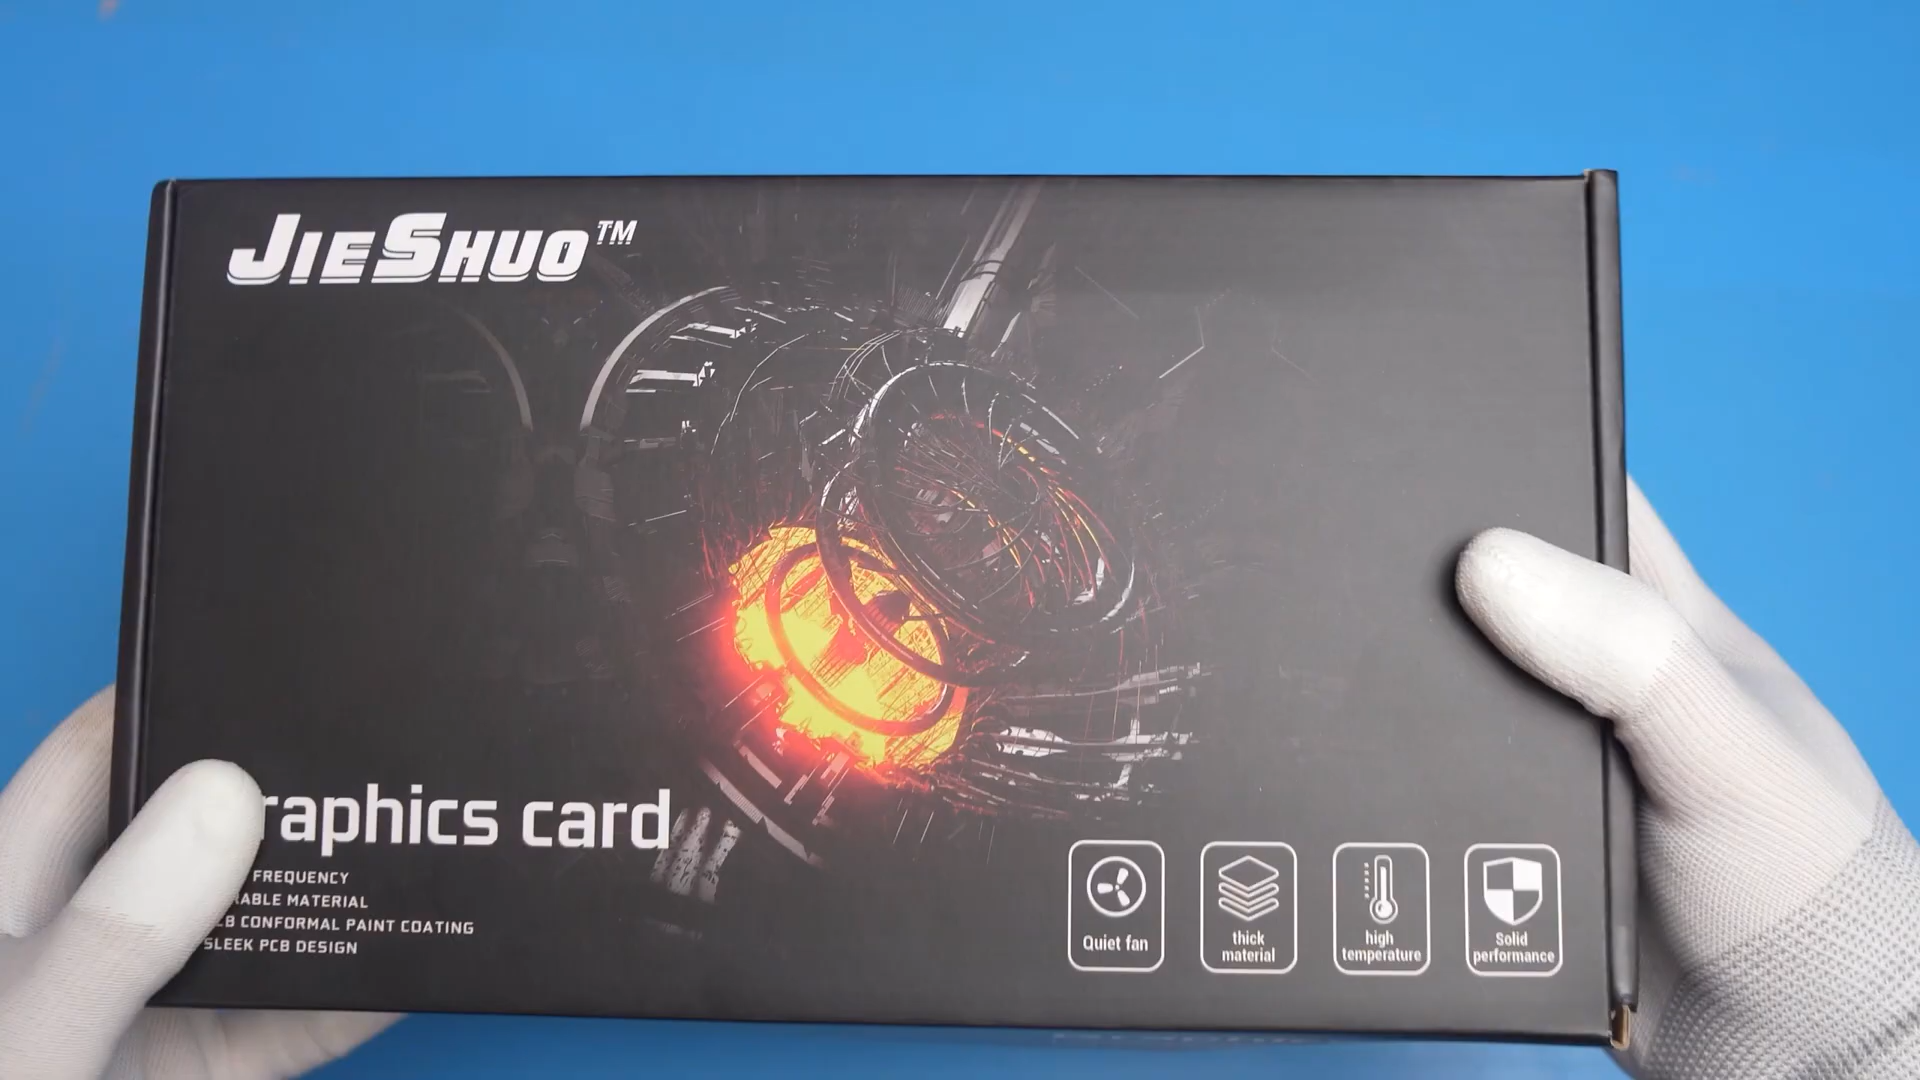 JIESHUO™
raphics card
FREQUENCY
RABLE MATERIAL
CB CONFORMAL PAINT COATING
SLEEK PCB DESIGN
Quiet fan
thick
material
high
temperature
Solid
performance